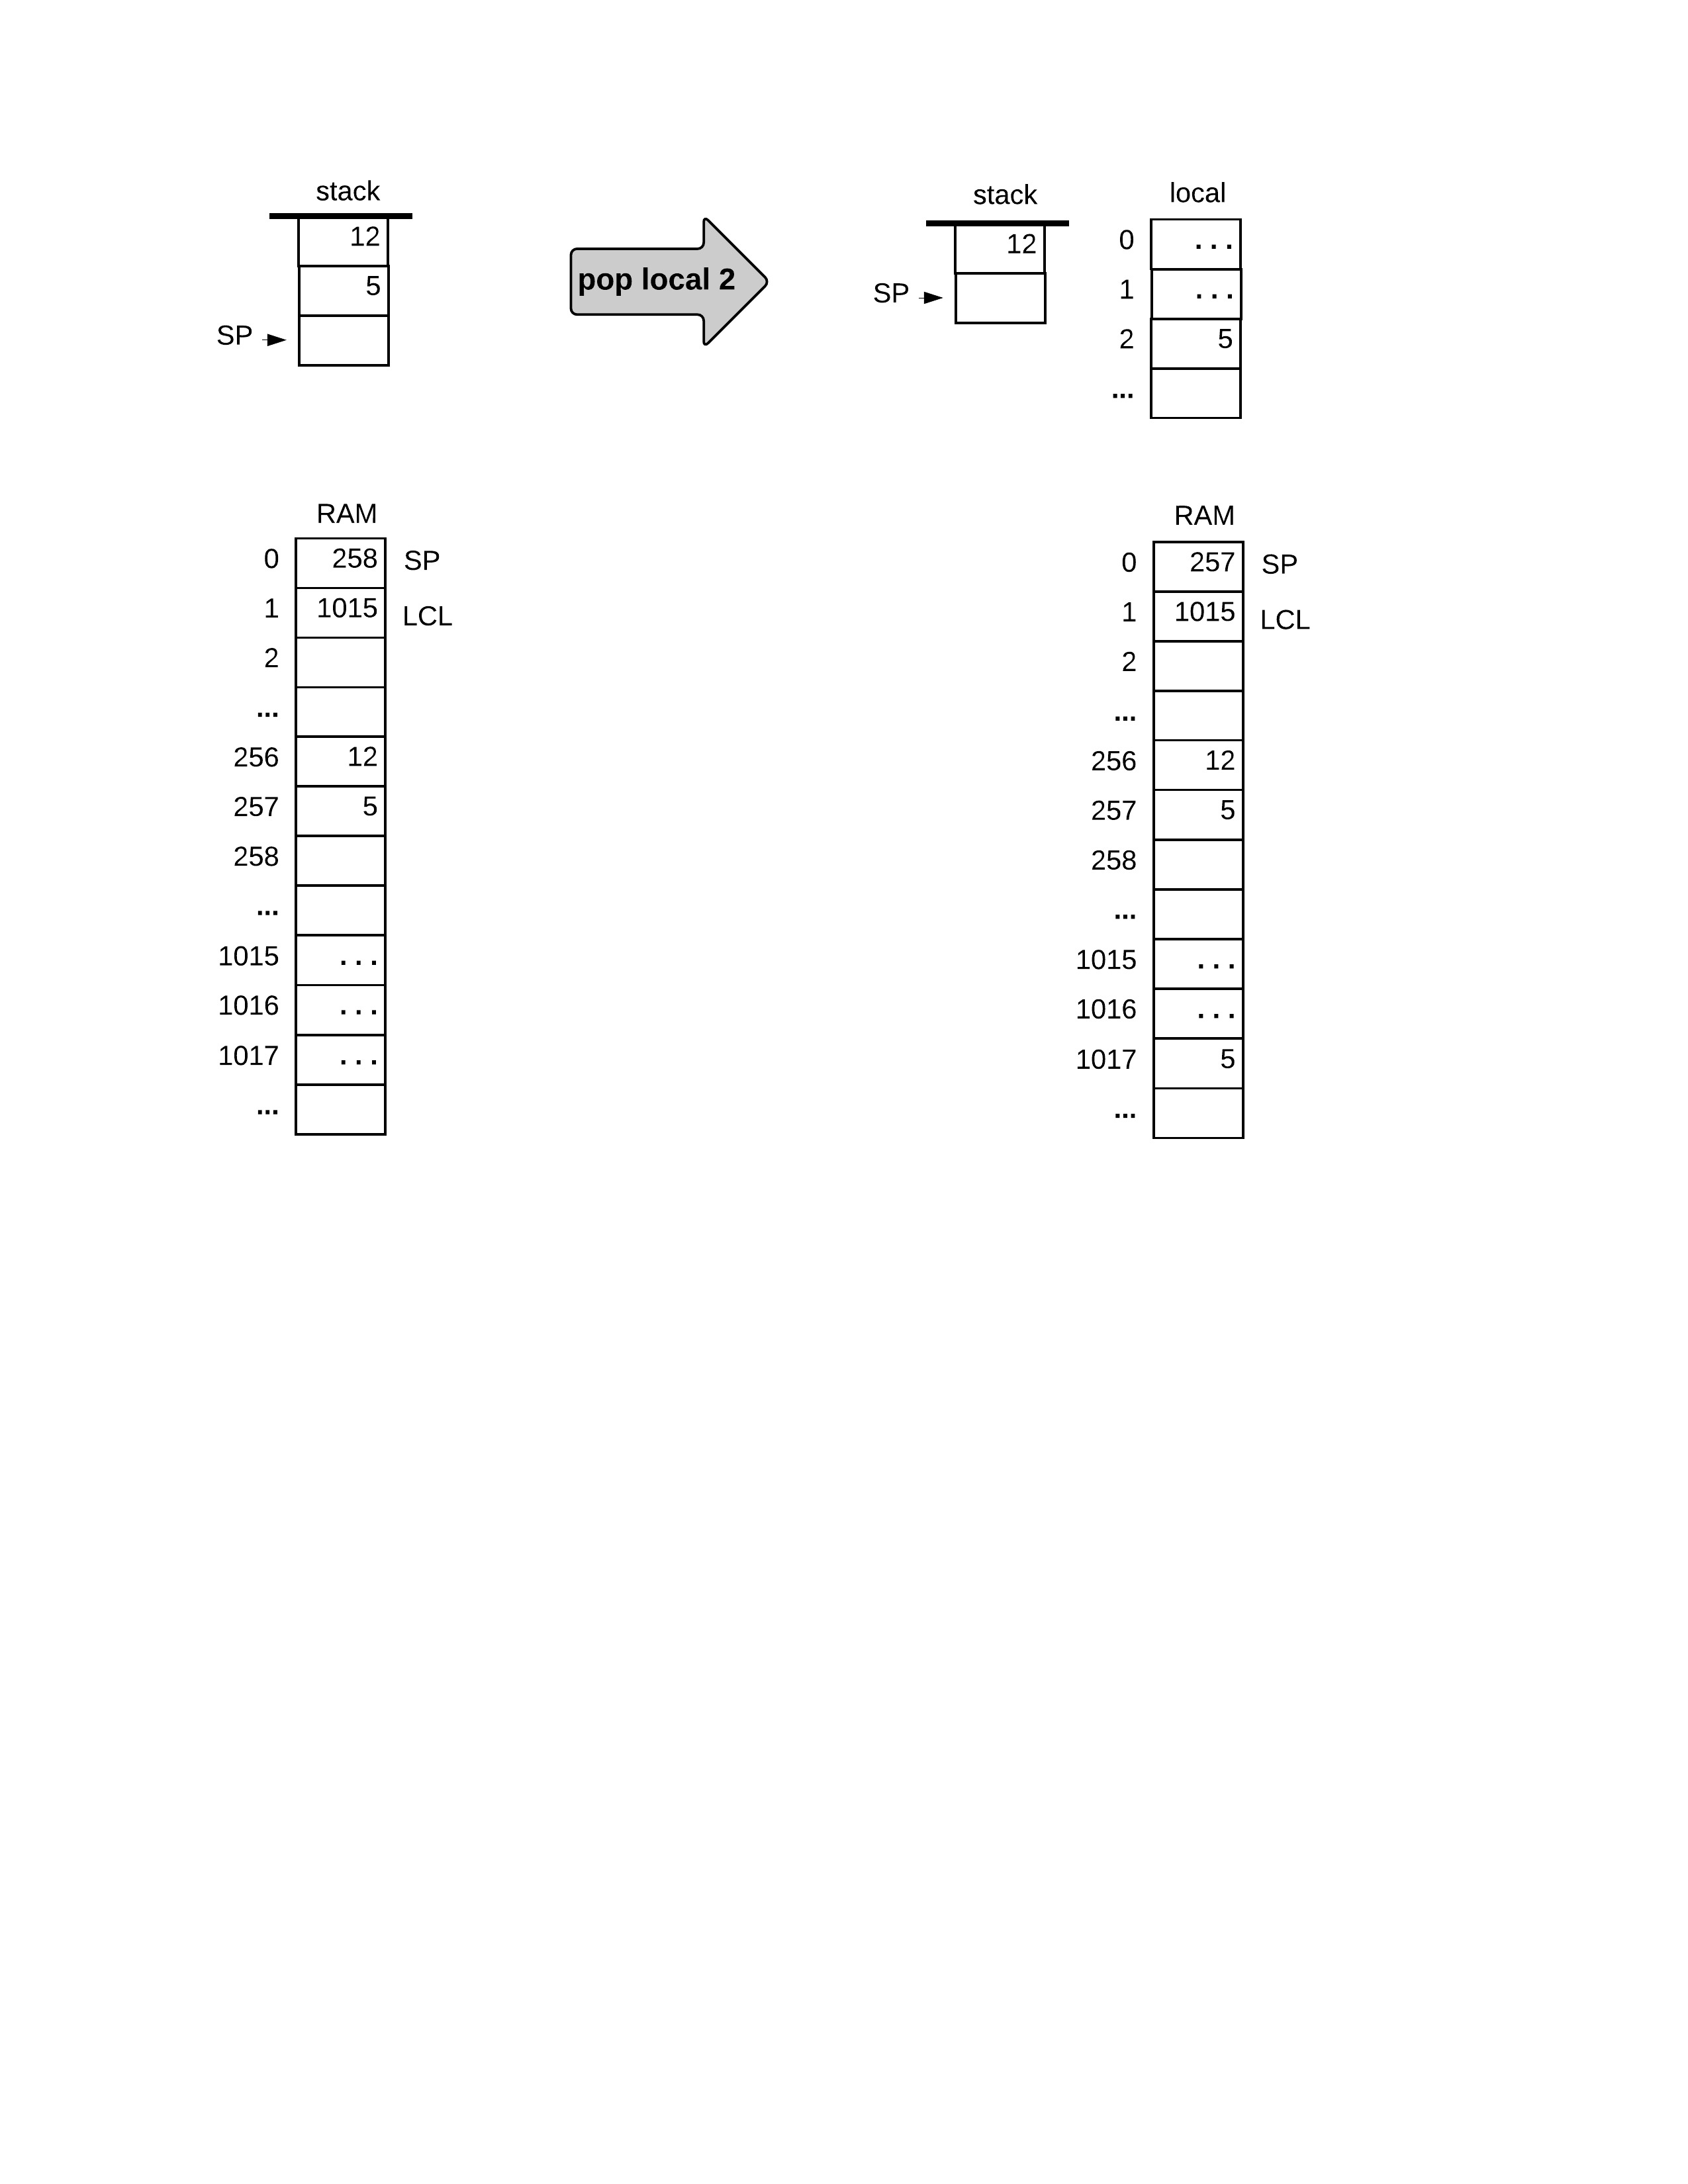 stack
12
5
SP
pop local 2
stack
12
SP
local
0 ...
1 ...
2 5
...
RAM
0 258 SP
1 1015 LCL
2
...
256 12
257 5
258
...
1015 ...
1016 ...
1017 ...
...
RAM
0 257 SP
1 1015 LCL
2
...
256 12
257 5
258
...
1015 ...
1016 ...
1017 5
...